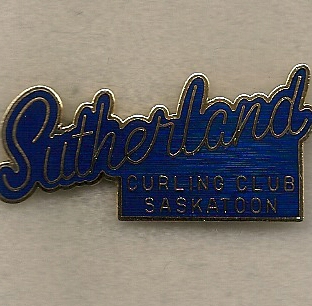 Sutherland
CURLING CLUB
SASKATOON